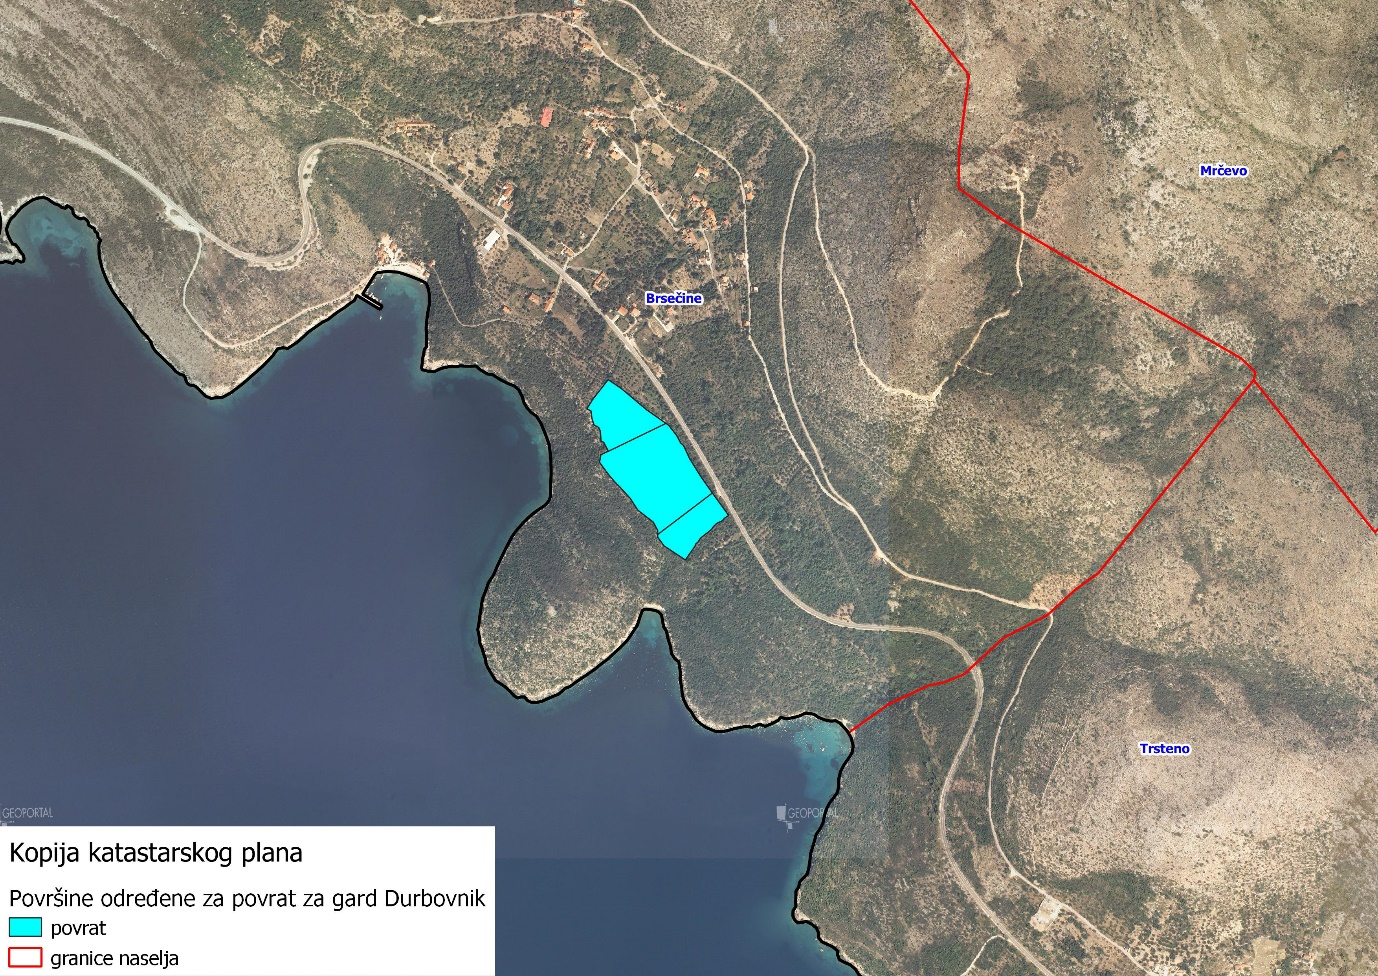 Mrčevo
Brsečine
Trsteno
GEOPORTAL
GEOPORTAL
Kopija katastarskog plana
Površine određene za povrat za gard Durbovnik
povrat
granice naselja